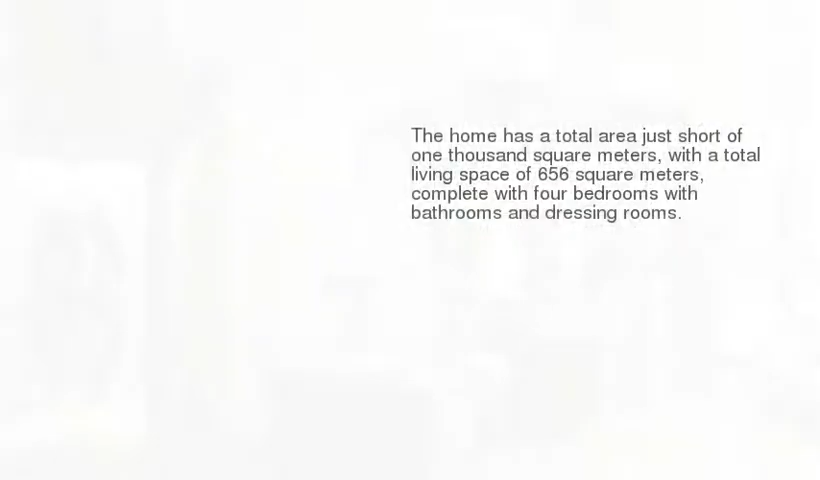 The home has a total area just short of
one thousand square meters, with a total
living space of 656 square meters,
complete with four bedrooms with
bathrooms and dressing rooms.